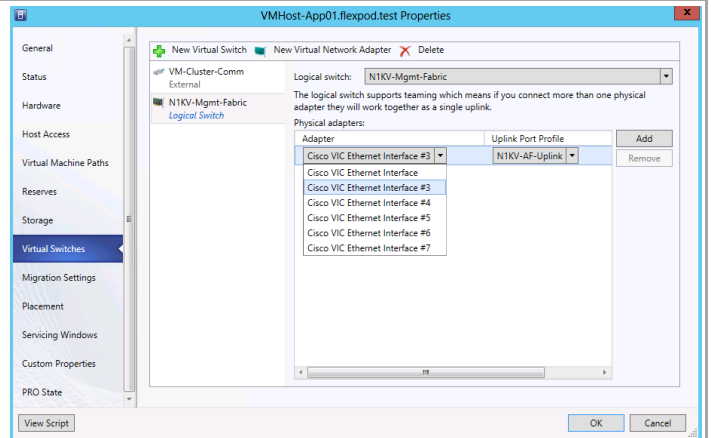 VMHost-App01.flexpod.test Properties
x
General
Status
Hardware
Host Access
Virtual Machine Paths
Reserves
Storage
Virtual Switches
Migration Settings
Placement
Servicing Windows
Custom Properties
PRO State
New Virtual Switch New Virtual Network Adapter Delete
VM-Cluster-Comm
External
N1KV-Mgmt-Fabric
Logical Switch
Logical switch: N1KV-Mgmt-Fabric
The logical switch supports teaming which means if you connect more than one physical
adapter they will work together as a single uplink.
Physical adapters:
Adapter Uplink Port Profile Add
Cisco VIC Ethernet Interface #3 N1KV-AF-Uplink Remove
Cisco VIC Ethernet Interface
Cisco VIC Ethernet Interface #3
Cisco VIC Ethernet Interface #4
Cisco VIC Ethernet Interface #5
Cisco VIC Ethernet Interface #6
Cisco VIC Ethernet Interface #7
View Script OK Cancel